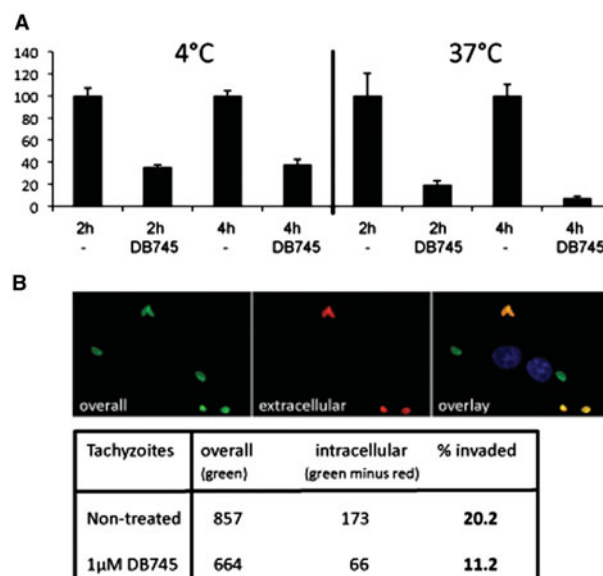 A
4°C 37°C
140
120
100
80
60
40
20
0
2h 2h 4h 4h 2h 2h 4h 4h
- DB745 - DB745 - DB745 - DB745
B
overall extracellular overlay
Tachyzoites overall intracellular % invaded
(green) (green minus red)
Non-treated 857 173 20.2
1µM DB745 664 66 11.2